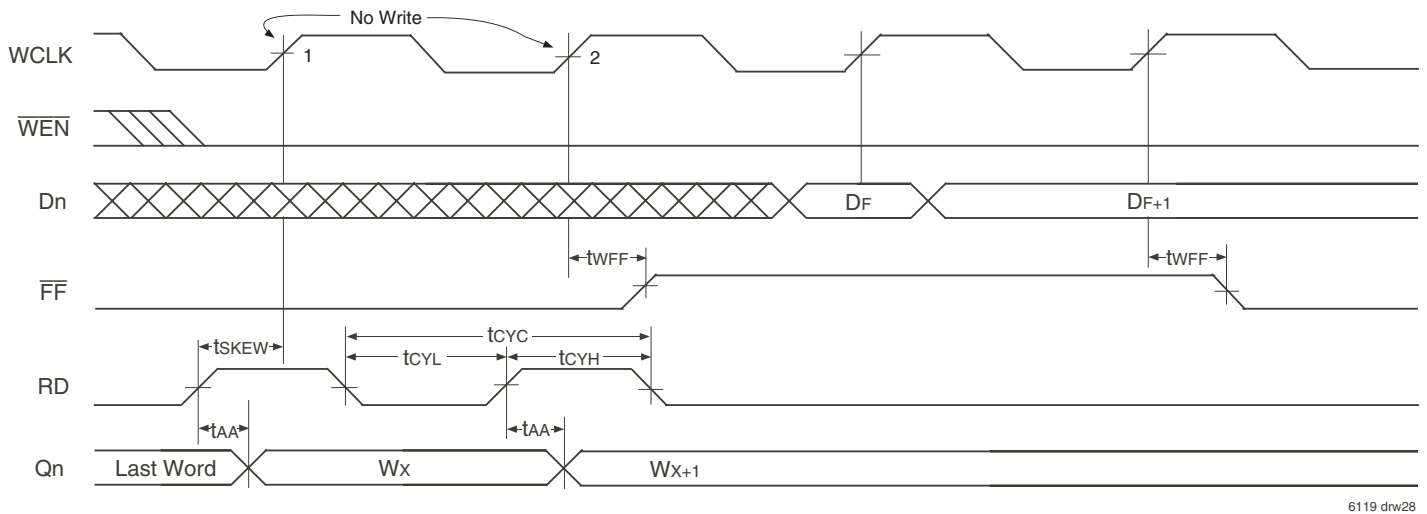 No Write
WCLK 1 2
WEN
Dn DF DF+1
tWFF tWFF
FF
tCYC
tSKEW tCYL tCYH
RD
tAA tAA
Qn Last Word WX WX+1
6119 drw28